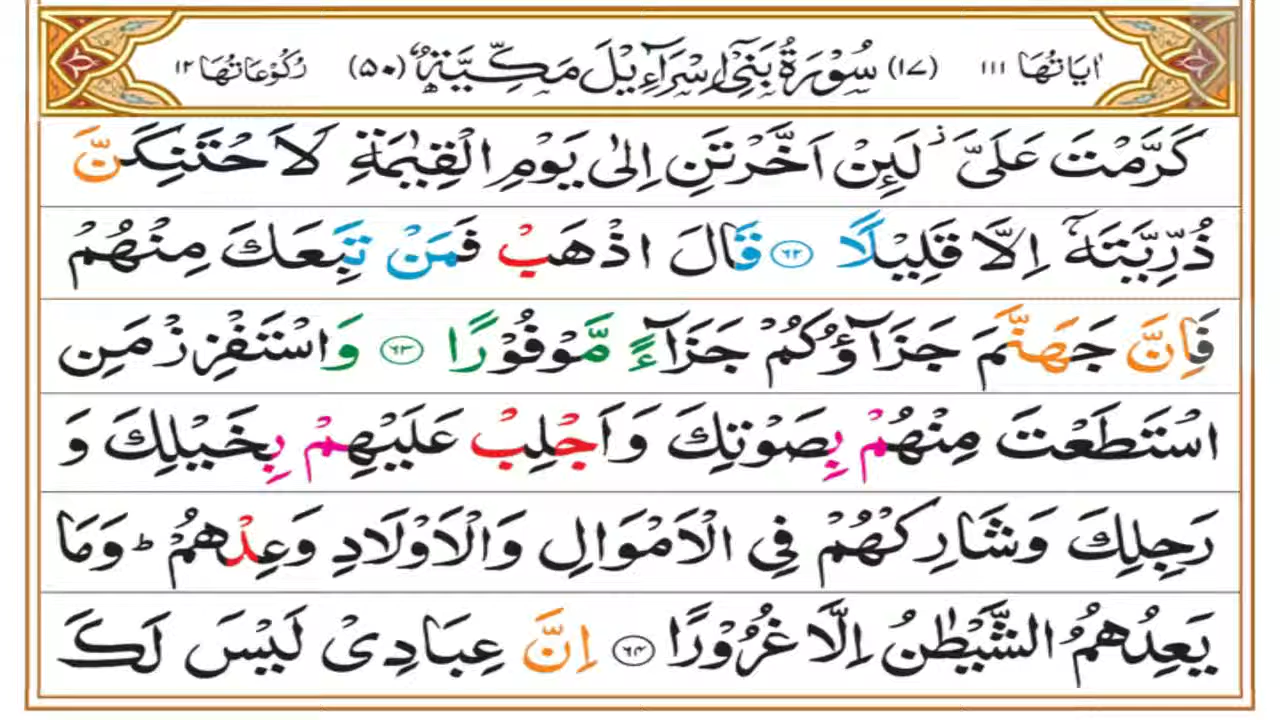 اٰیَاتُهَا ١١١ (١٧) سُوْرَةُ بَنِیْۤ اِسْرَآءِیْلَ مَکِّیَّةٌ (٥٠) رُکُوْعَاتُهَا ١٢
کَرَّمْتَ عَلَیَّ ز لَئِنْ اَخَّرْتَنِ اِلٰی یَوْمِ الْقِیٰمَةِ لَاَحْتَنِکَنَّ
ذُرِّیَّتَهٗۤ اِلَّا قَلِیْلًا ﴿٦٢﴾ قَالَ اذْهَبْ فَمَنْ تَبِعَكَ مِنْهُمْ
فَاِنَّ جَهَنَّمَ جَزَآؤُکُمْ جَزَآءً مَّوْفُوْرًا ﴿٦٣﴾ وَاسْتَفْزِزْ مَنِ
اسْتَطَعْتَ مِنْهُمْ بِصَوْتِكَ وَاَجْلِبْ عَلَیْهِمْ بِخَیْلِكَ وَ
رَجِلِكَ وَشَارِکْهُمْ فِی الْاَمْوَالِ وَالْاَوْلَادِ وَعِدْهُمْ ؕ وَمَا
یَعِدُهُمُ الشَّیْطٰنُ اِلَّا غُرُوْرًا ﴿٦٤﴾ اِنَّ عِبَادِیْ لَیْسَ لَكَ